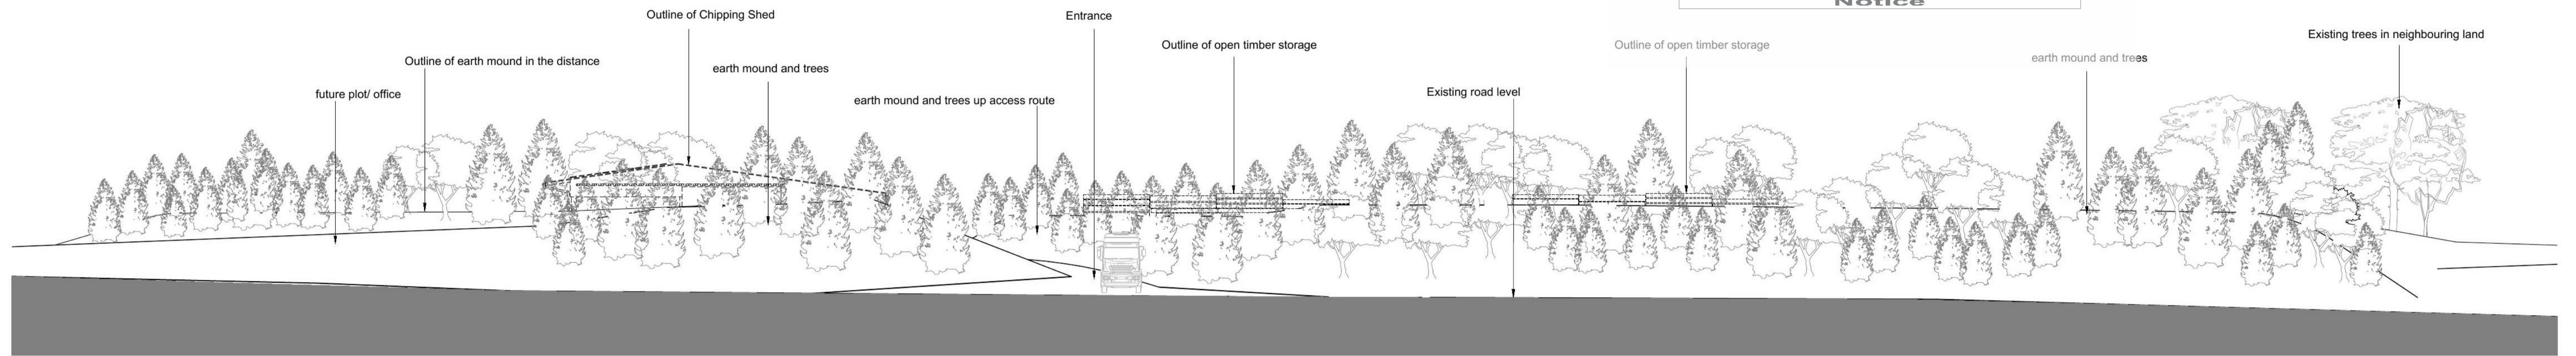 Notice
Outline of Chipping Shed
Entrance
Existing trees in neighbouring land
Outline of open timber storage
Outline of open timber storage
earth mound and trees
Outline of earth mound in the distance
earth mound and trees
Existing road level
future plot/ office
earth mound and trees up access route